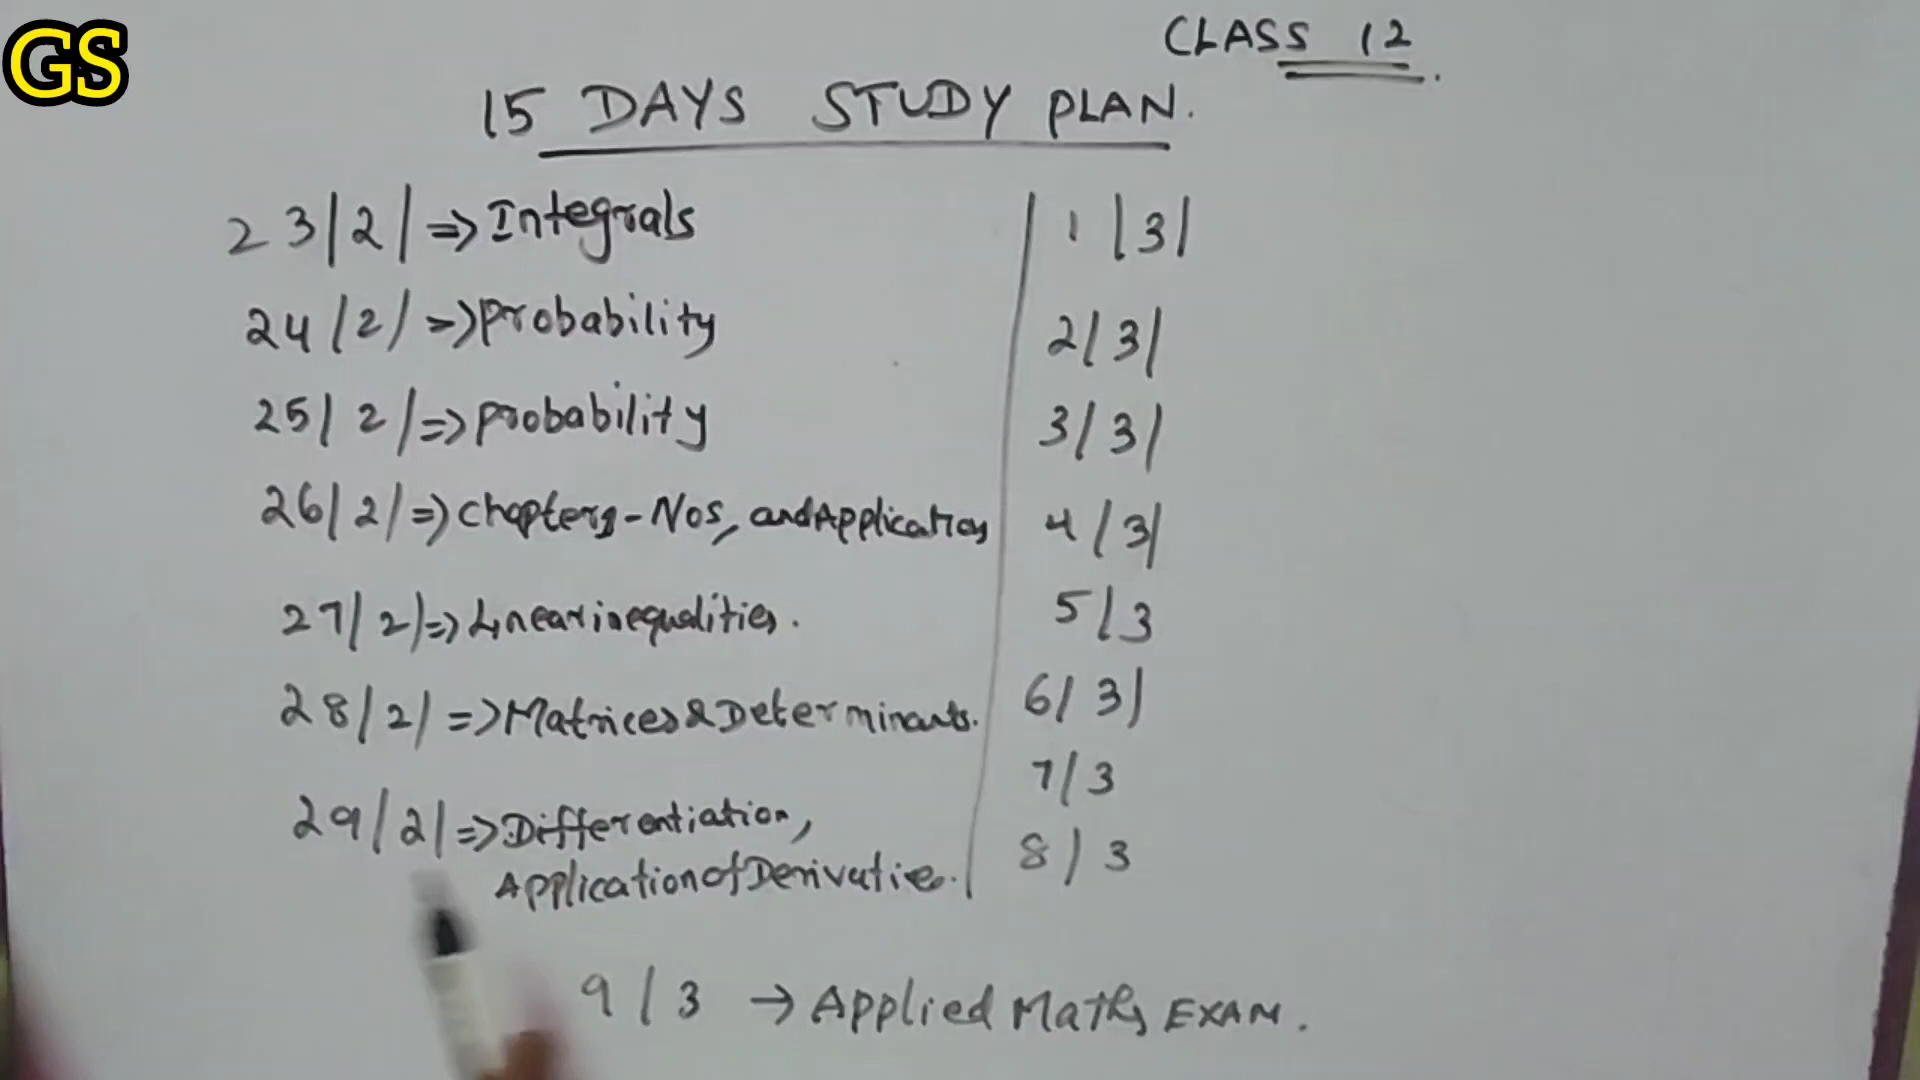 GS
CLASS 12.
15 DAYS STUDY PLAN.
23/2/ => Integrals
24/2/ => Probability
25/2/ => Probability
26/2/ => Chapter1 - Nos, and Application
27/2/ => Linear inequalities.
28/2/ => Matrices & Determinants.
29/2/ => Differentiation,
Application of Derivatives.
1/3/
2/3/
3/3/
4/3/
5/3
6/3/
7/3
8/3
9/3 → Applied Maths EXAM.